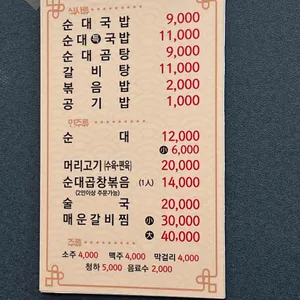 식사류
순대국밥 9,000
순대국밥 특 11,000
순대곰탕 9,000
갈비탕 11,000
볶음밥 2,000
공기밥 1,000
안주류
순대 12,000
小 6,000
머리고기 (수육·편육) 20,000
순대곱창볶음 (1人) 14,000
(2인이상 주문가능)
술국 20,000
매운갈비찜 小 30,000
大 40,000
주류
소주 4,000 맥주 4,000 막걸리 4,000
청하 5,000 음료수 2,000